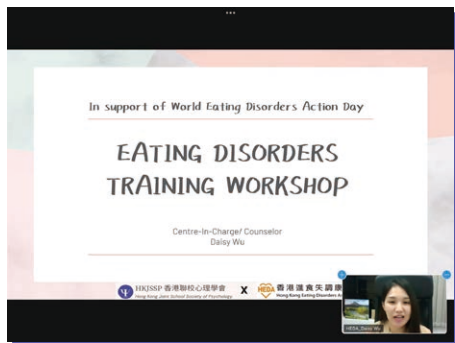 In support of World Eating Disorders Action Day
EATING DISORDERS
TRAINING WORKSHOP
Centre-In-Charge/ Counselor
Daisy Wu
HKJSSP 香港聯校心理學會
Hong Kong Joint School Society of Psychology
X
HEDA 香港進食失調康
Hong Kong Eating Disorders
HEDA_Daisy Wu